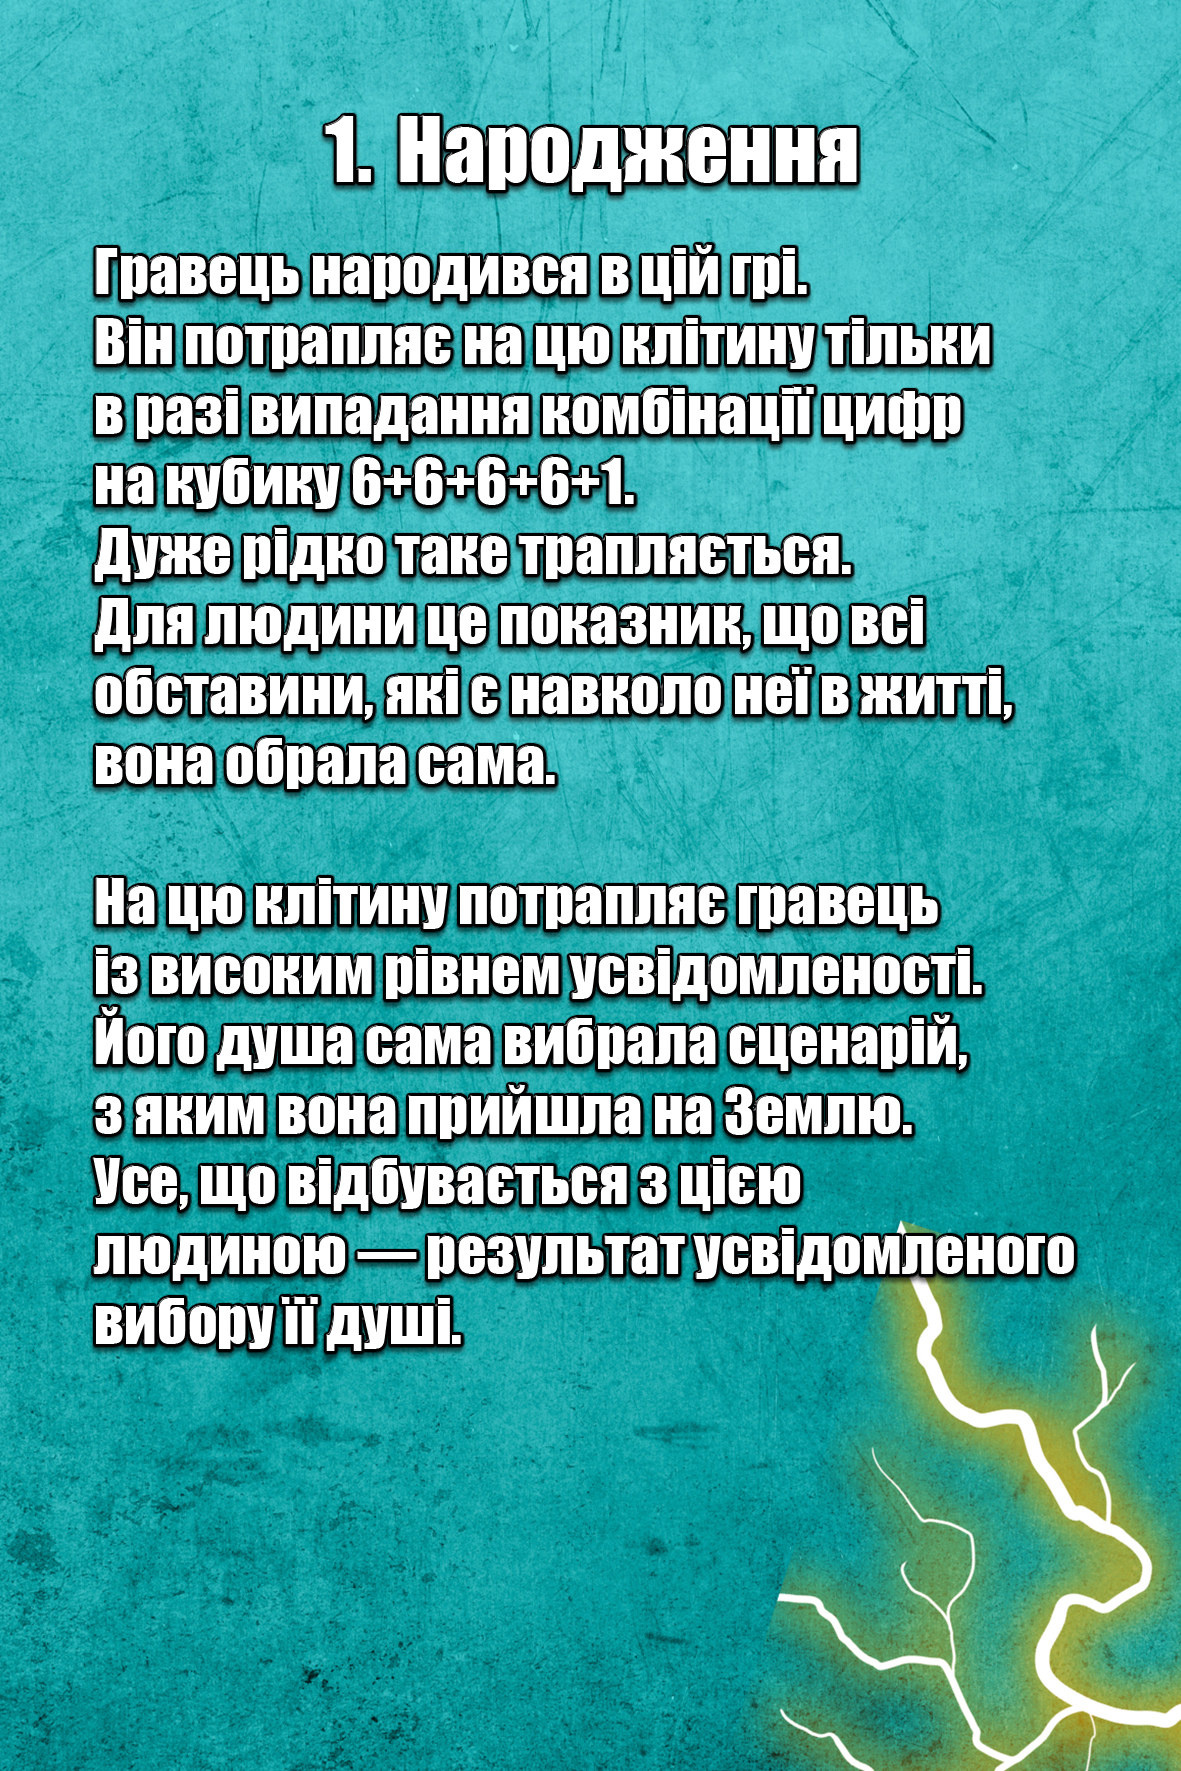 1. Народження
Гравець народився в цій грі.
Він потрапляє на цю клітину тільки
в разі випадання комбінації цифр
на кубику 6+6+6+6+1.
Дуже рідко таке трапляється.
Для людини це показник, що всі
обставини, які є навколо неї в житті,
вона обрала сама.
На цю клітину потрапляє гравець
із високим рівнем усвідомленості.
Його душа сама вибрала сценарій,
з яким вона прийшла на Землю.
Усе, що відбувається з цією
людиною — результат усвідомленого
вибору її душі.